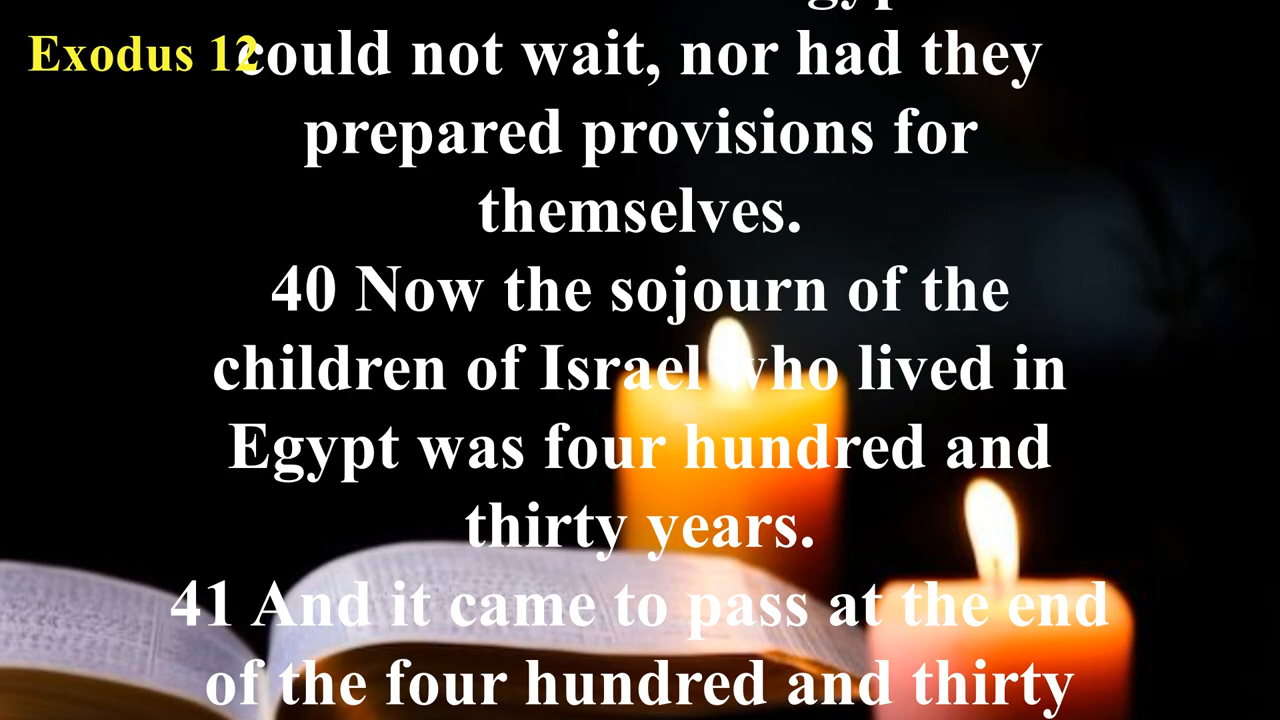 Exodus 12
could not wait, nor had they
prepared provisions for
themselves.
40 Now the sojourn of the
children of Israel who lived in
Egypt was four hundred and
thirty years.
41 And it came to pass at the end
of the four hundred and thirty